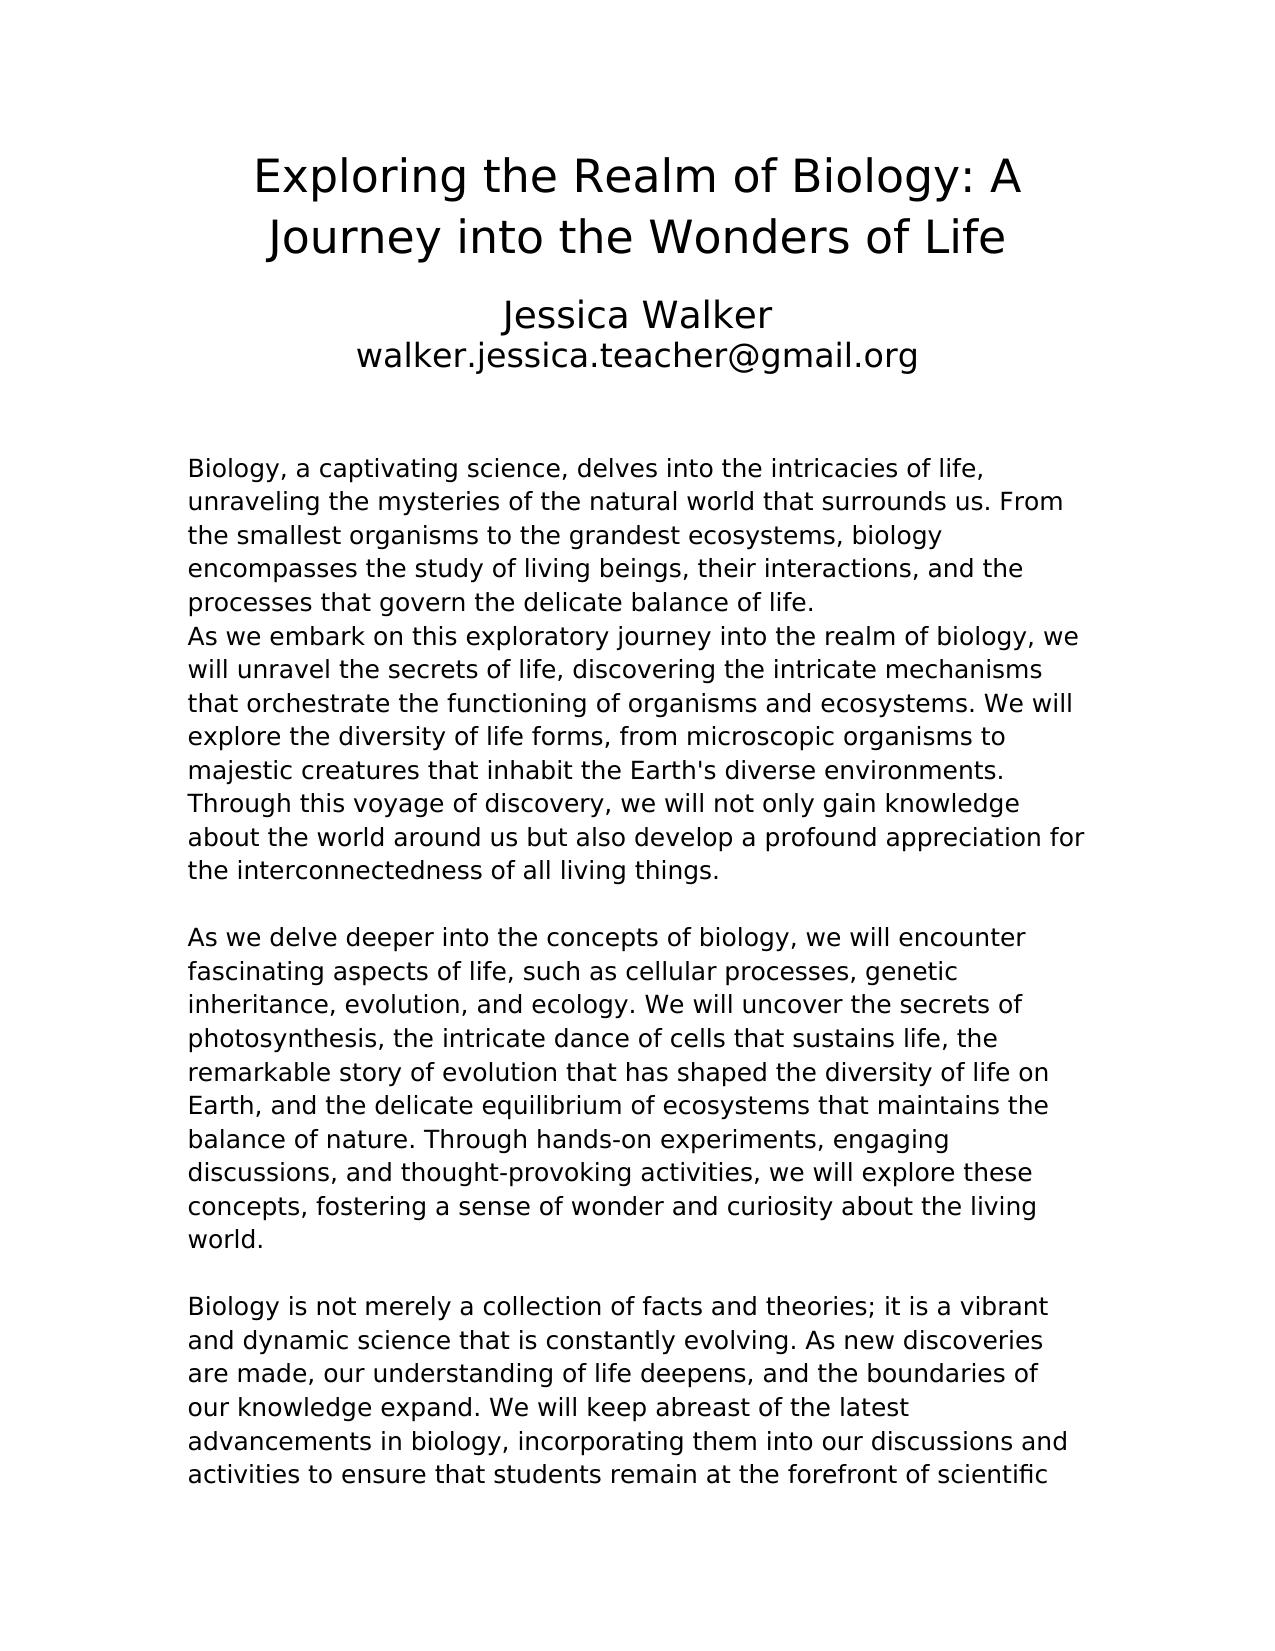 Exploring the Realm of Biology: A
Journey into the Wonders of Life
Jessica Walker
walker.jessica.teacher@gmail.org
Biology, a captivating science, delves into the intricacies of life,
unraveling the mysteries of the natural world that surrounds us. From
the smallest organisms to the grandest ecosystems, biology
encompasses the study of living beings, their interactions, and the
processes that govern the delicate balance of life.
As we embark on this exploratory journey into the realm of biology, we
will unravel the secrets of life, discovering the intricate mechanisms
that orchestrate the functioning of organisms and ecosystems. We will
explore the diversity of life forms, from microscopic organisms to
majestic creatures that inhabit the Earth's diverse environments.
Through this voyage of discovery, we will not only gain knowledge
about the world around us but also develop a profound appreciation for
the interconnectedness of all living things.
As we delve deeper into the concepts of biology, we will encounter
fascinating aspects of life, such as cellular processes, genetic
inheritance, evolution, and ecology. We will uncover the secrets of
photosynthesis, the intricate dance of cells that sustains life, the
remarkable story of evolution that has shaped the diversity of life on
Earth, and the delicate equilibrium of ecosystems that maintains the
balance of nature. Through hands-on experiments, engaging
discussions, and thought-provoking activities, we will explore these
concepts, fostering a sense of wonder and curiosity about the living
world.
Biology is not merely a collection of facts and theories; it is a vibrant
and dynamic science that is constantly evolving. As new discoveries
are made, our understanding of life deepens, and the boundaries of
our knowledge expand. We will keep abreast of the latest
advancements in biology, incorporating them into our discussions and
activities to ensure that students remain at the forefront of scientific